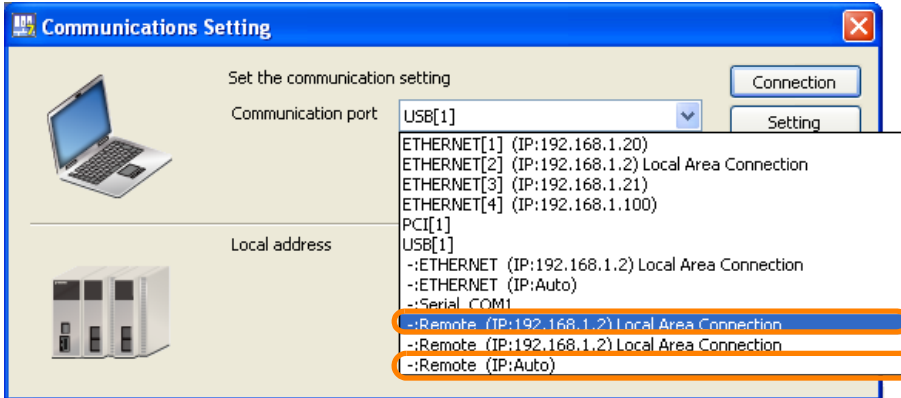 Communications Setting
Set the communication setting
Connection
Communication port
USB[1]
Setting
ETHERNET[1] (IP:192.168.1.20)
ETHERNET[2] (IP:192.168.1.2) Local Area Connection
ETHERNET[3] (IP:192.168.1.21)
ETHERNET[4] (IP:192.168.1.100)
PCI[1]
Local address
USB[1]
-:ETHERNET (IP:192.168.1.2) Local Area Connection
-:ETHERNET (IP:Auto)
-:Serial COM1
-:Remote (IP:192.168.1.2) Local Area Connection
-:Remote (IP:192.168.1.2) Local Area Connection
-:Remote (IP:Auto)